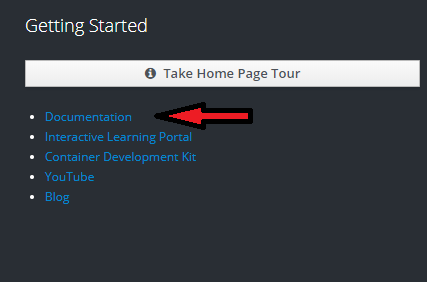 Getting Started
Take Home Page Tour
Documentation
Interactive Learning Portal
Container Development Kit
YouTube
Blog